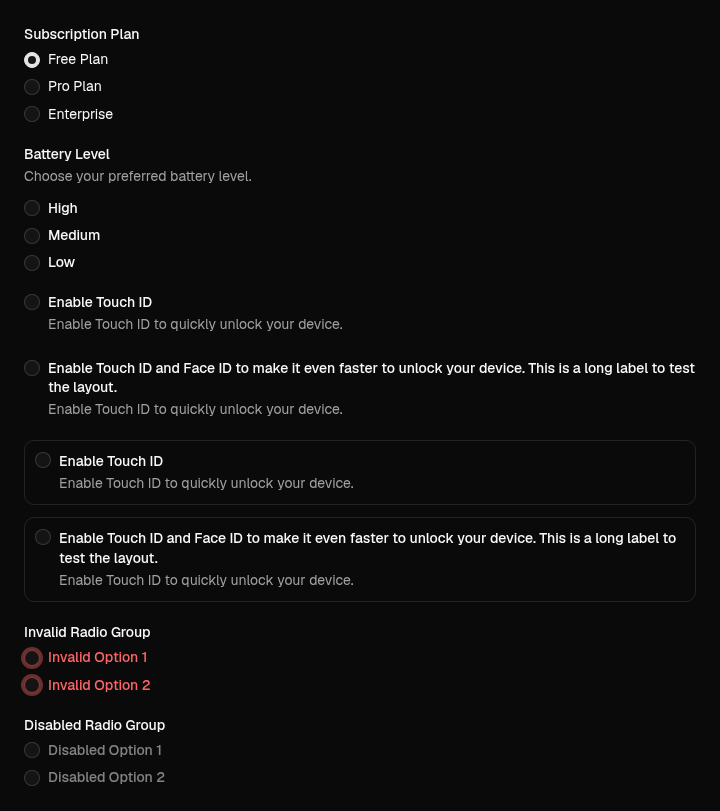 Subscription Plan
Free Plan
Pro Plan
Enterprise
Battery Level
Choose your preferred battery level.
High
Medium
Low
Enable Touch ID
Enable Touch ID to quickly unlock your device.
Enable Touch ID and Face ID to make it even faster to unlock your device. This is a long label to test
the layout.
Enable Touch ID to quickly unlock your device.
Enable Touch ID
Enable Touch ID to quickly unlock your device.
Enable Touch ID and Face ID to make it even faster to unlock your device. This is a long label to
test the layout.
Enable Touch ID to quickly unlock your device.
Invalid Radio Group
Invalid Option 1
Invalid Option 2
Disabled Radio Group
Disabled Option 1
Disabled Option 2